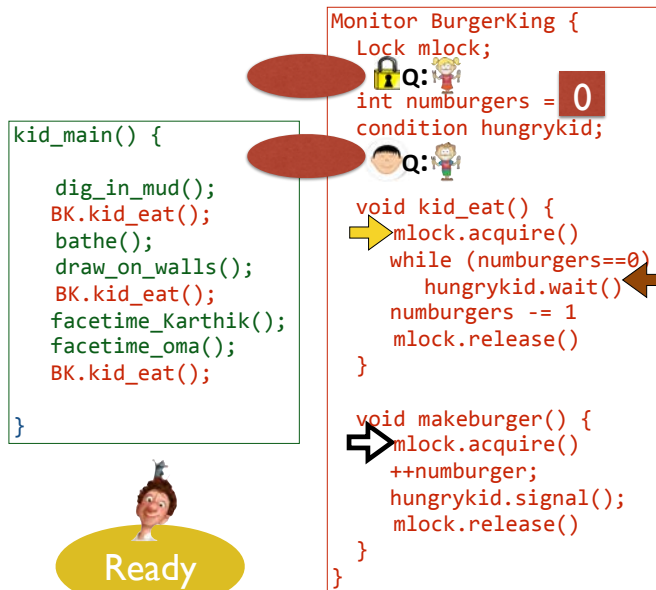 kid_main() {
dig_in_mud();
BK.kid_eat();
bathe();
draw_on_walls();
BK.kid_eat();
facetime_Karthik();
facetime_oma();
BK.kid_eat();
}
Ready
Monitor BurgerKing {
Lock mlock;
Q:
int numburgers = 0
condition hungrykid;
Q:
void kid_eat() {
mlock.acquire()
while (numburgers==0)
hungrykid.wait()
numburgers -= 1
mlock.release()
}
void makeburger() {
mlock.acquire()
++numburger;
hungrykid.signal();
mlock.release()
}
}